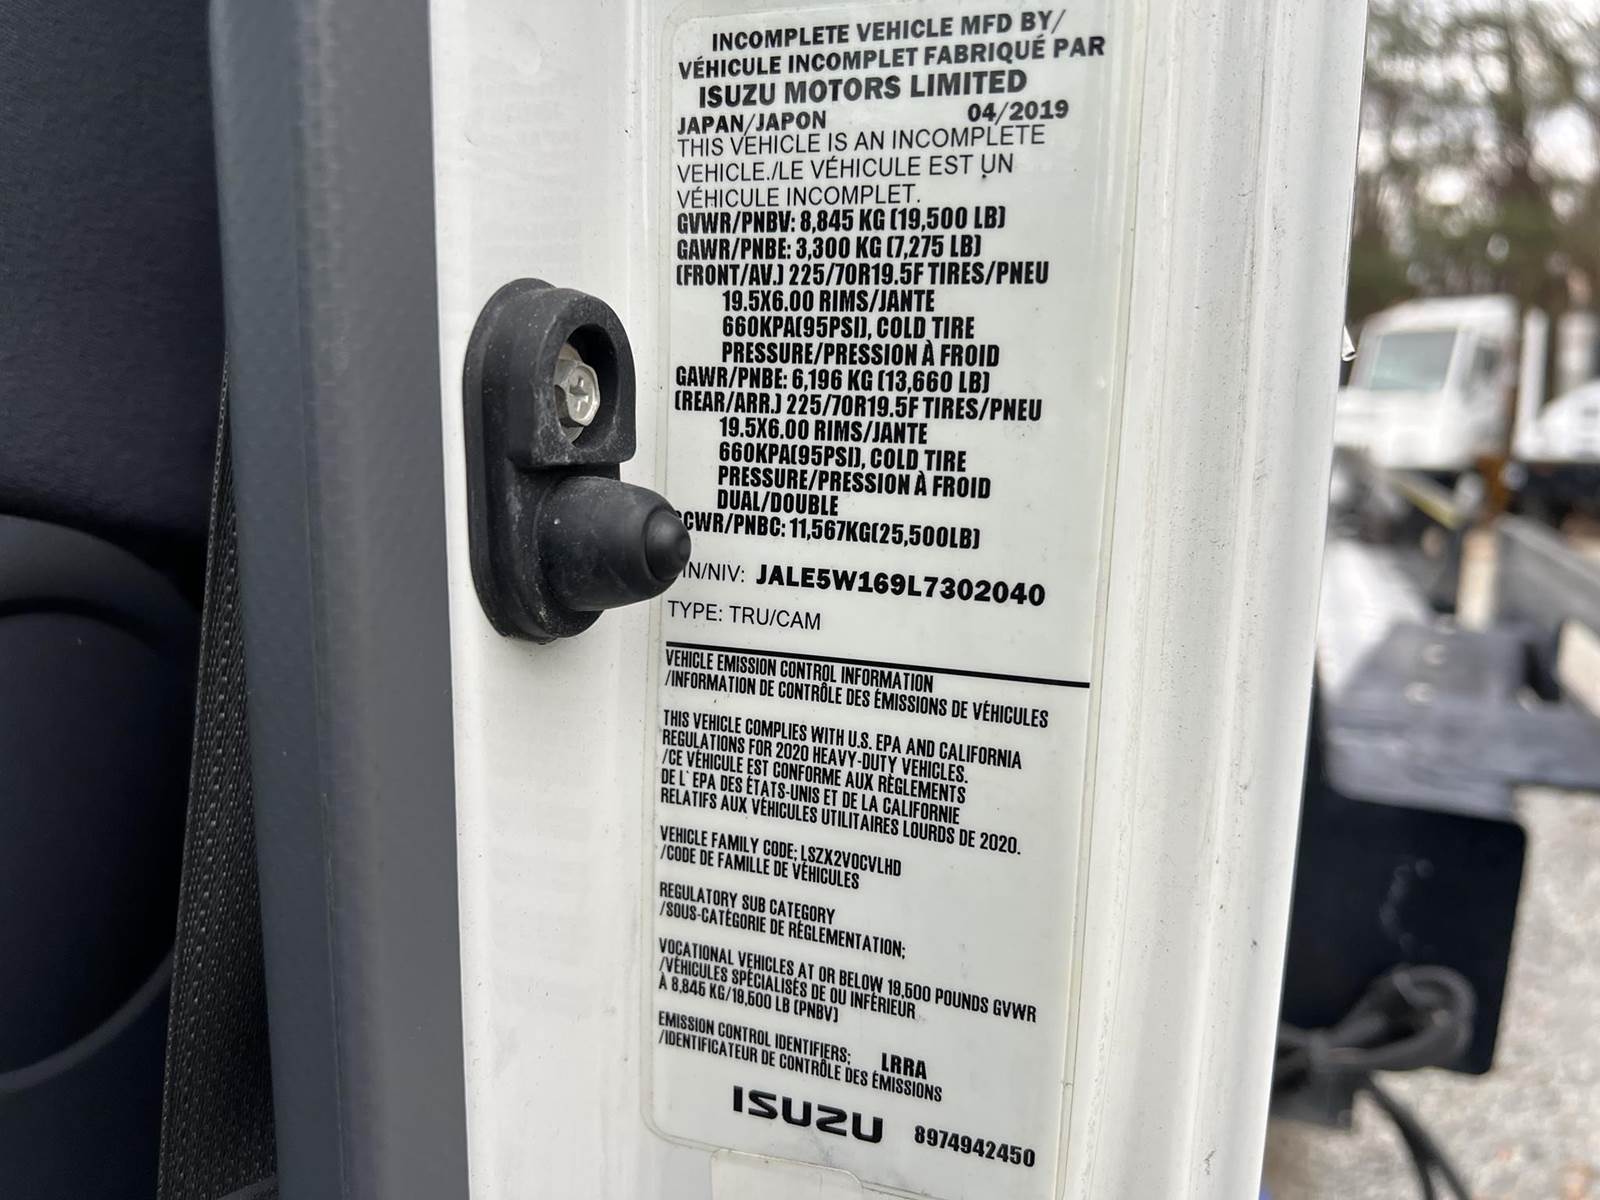 INCOMPLETE VEHICLE MFD BY/
VÉHICULE INCOMPLET FABRIQUÉ PAR
ISUZU MOTORS LIMITED
JAPAN/JAPON 04/2019
THIS VEHICLE IS AN INCOMPLETE
VEHICLE./LE VÉHICULE EST UN
VÉHICULE INCOMPLET.
GVWR/PNBV: 8,845 KG (19,500 LB)
GAWR/PNBE: 3,300 KG (7,275 LB)
(FRONT/AV.) 225/70R19.5F TIRES/PNEU
19.5X6.00 RIMS/JANTE
660KPA(95PSI), COLD TIRE
PRESSURE/PRESSION À FROID
GAWR/PNBE: 6,196 KG (13,660 LB)
(REAR/ARR.) 225/70R19.5F TIRES/PNEU
19.5X6.00 RIMS/JANTE
660KPA(95PSI), COLD TIRE
PRESSURE/PRESSION À FROID
DUAL/DOUBLE
GCWR/PNBC: 11,567KG(25,500LB)
IN/NIV: JALE5W169L7302040
TYPE: TRU/CAM
VEHICLE EMISSION CONTROL INFORMATION
/INFORMATION DE CONTRÔLE DES ÉMISSIONS DE VÉHICULES
THIS VEHICLE COMPLIES WITH U.S. EPA AND CALIFORNIA
REGULATIONS FOR 2020 HEAVY-DUTY VEHICLES.
/CE VÉHICULE EST CONFORME AUX RÈGLEMENTS
DE L'EPA DES ÉTATS-UNIS ET DE LA CALIFORNIE
RELATIFS AUX VÉHICULES UTILITAIRES LOURDS DE 2020.
VEHICLE FAMILY CODE: LSZX2VOCVLHD
/CODE DE FAMILLE DE VÉHICULES
REGULATORY SUB CATEGORY
/SOUS-CATÉGORIE DE RÉGLEMENTATION;
VOCATIONAL VEHICLES AT OR BELOW 19,500 POUNDS GVWR
/VÉHICULES SPÉCIALISÉS DE OU INFÉRIEUR
À 8,845 KG/19,500 LB (PNBV)
EMISSION CONTROL IDENTIFIERS; LRRA
/IDENTIFICATEUR DE CONTRÔLE DES ÉMISSIONS
ISUZU 8974942450